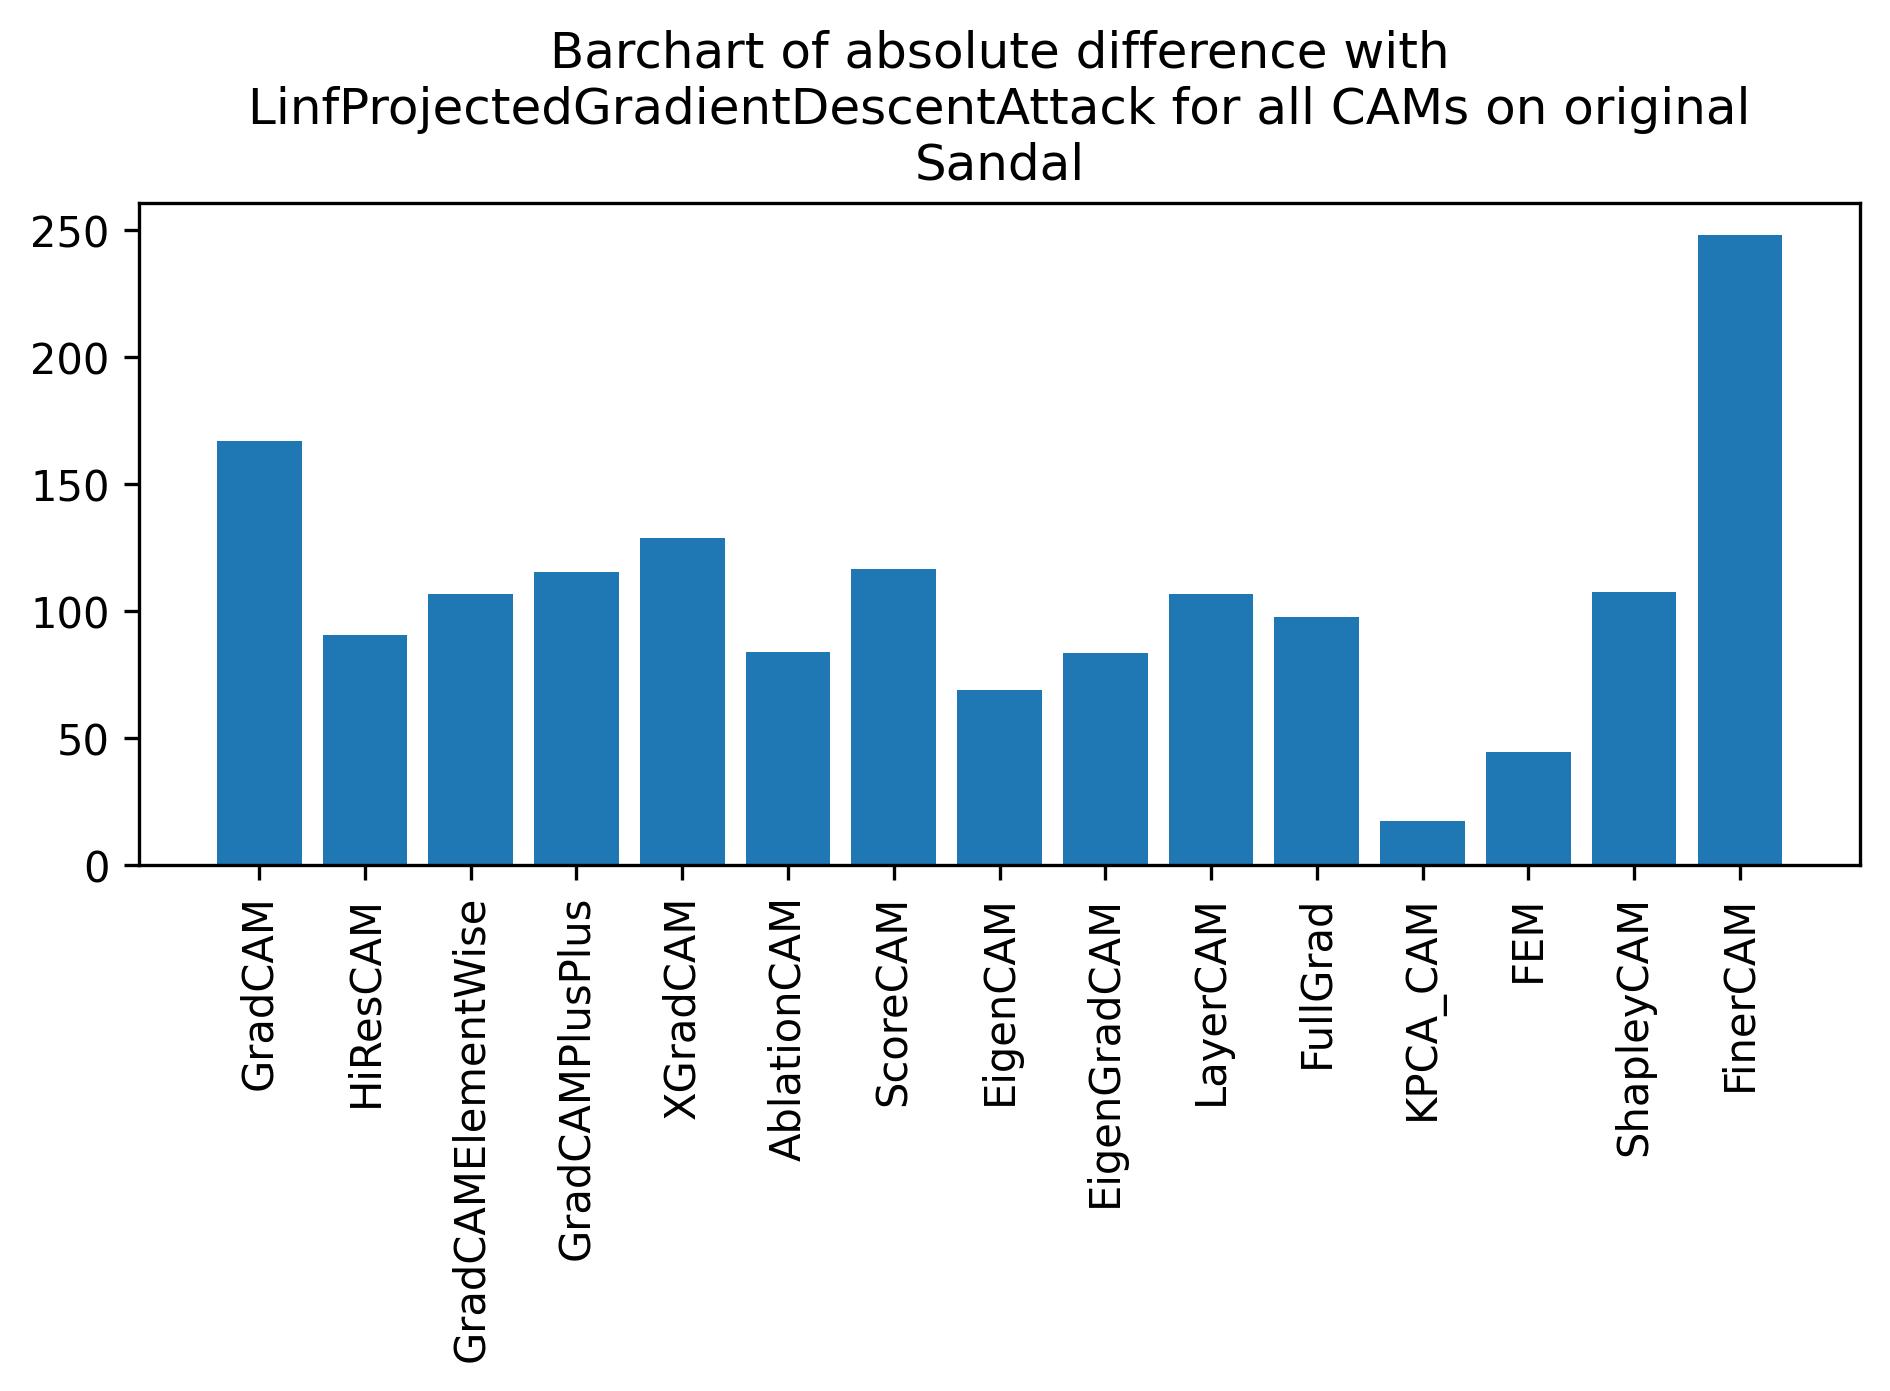 Barchart of absolute difference with
LinfProjectedGradientDescentAttack for all CAMs on original
Sandal
250
200
150
100
50
0
GradCAM
HiResCAM
GradCAMElementWise
GradCAMPlusPlus
XGradCAM
AblationCAM
ScoreCAM
EigenCAM
EigenGradCAM
LayerCAM
FullGrad
KPCA_CAM
FEM
ShapleyCAM
FinerCAM